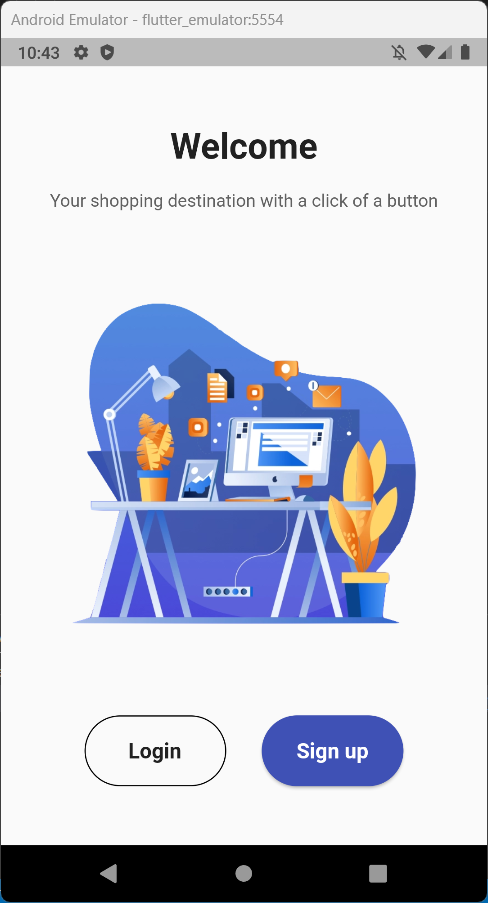 Android Emulator - flutter_emulator:5554
10:43
Welcome
Your shopping destination with a click of a button
Login
Sign up